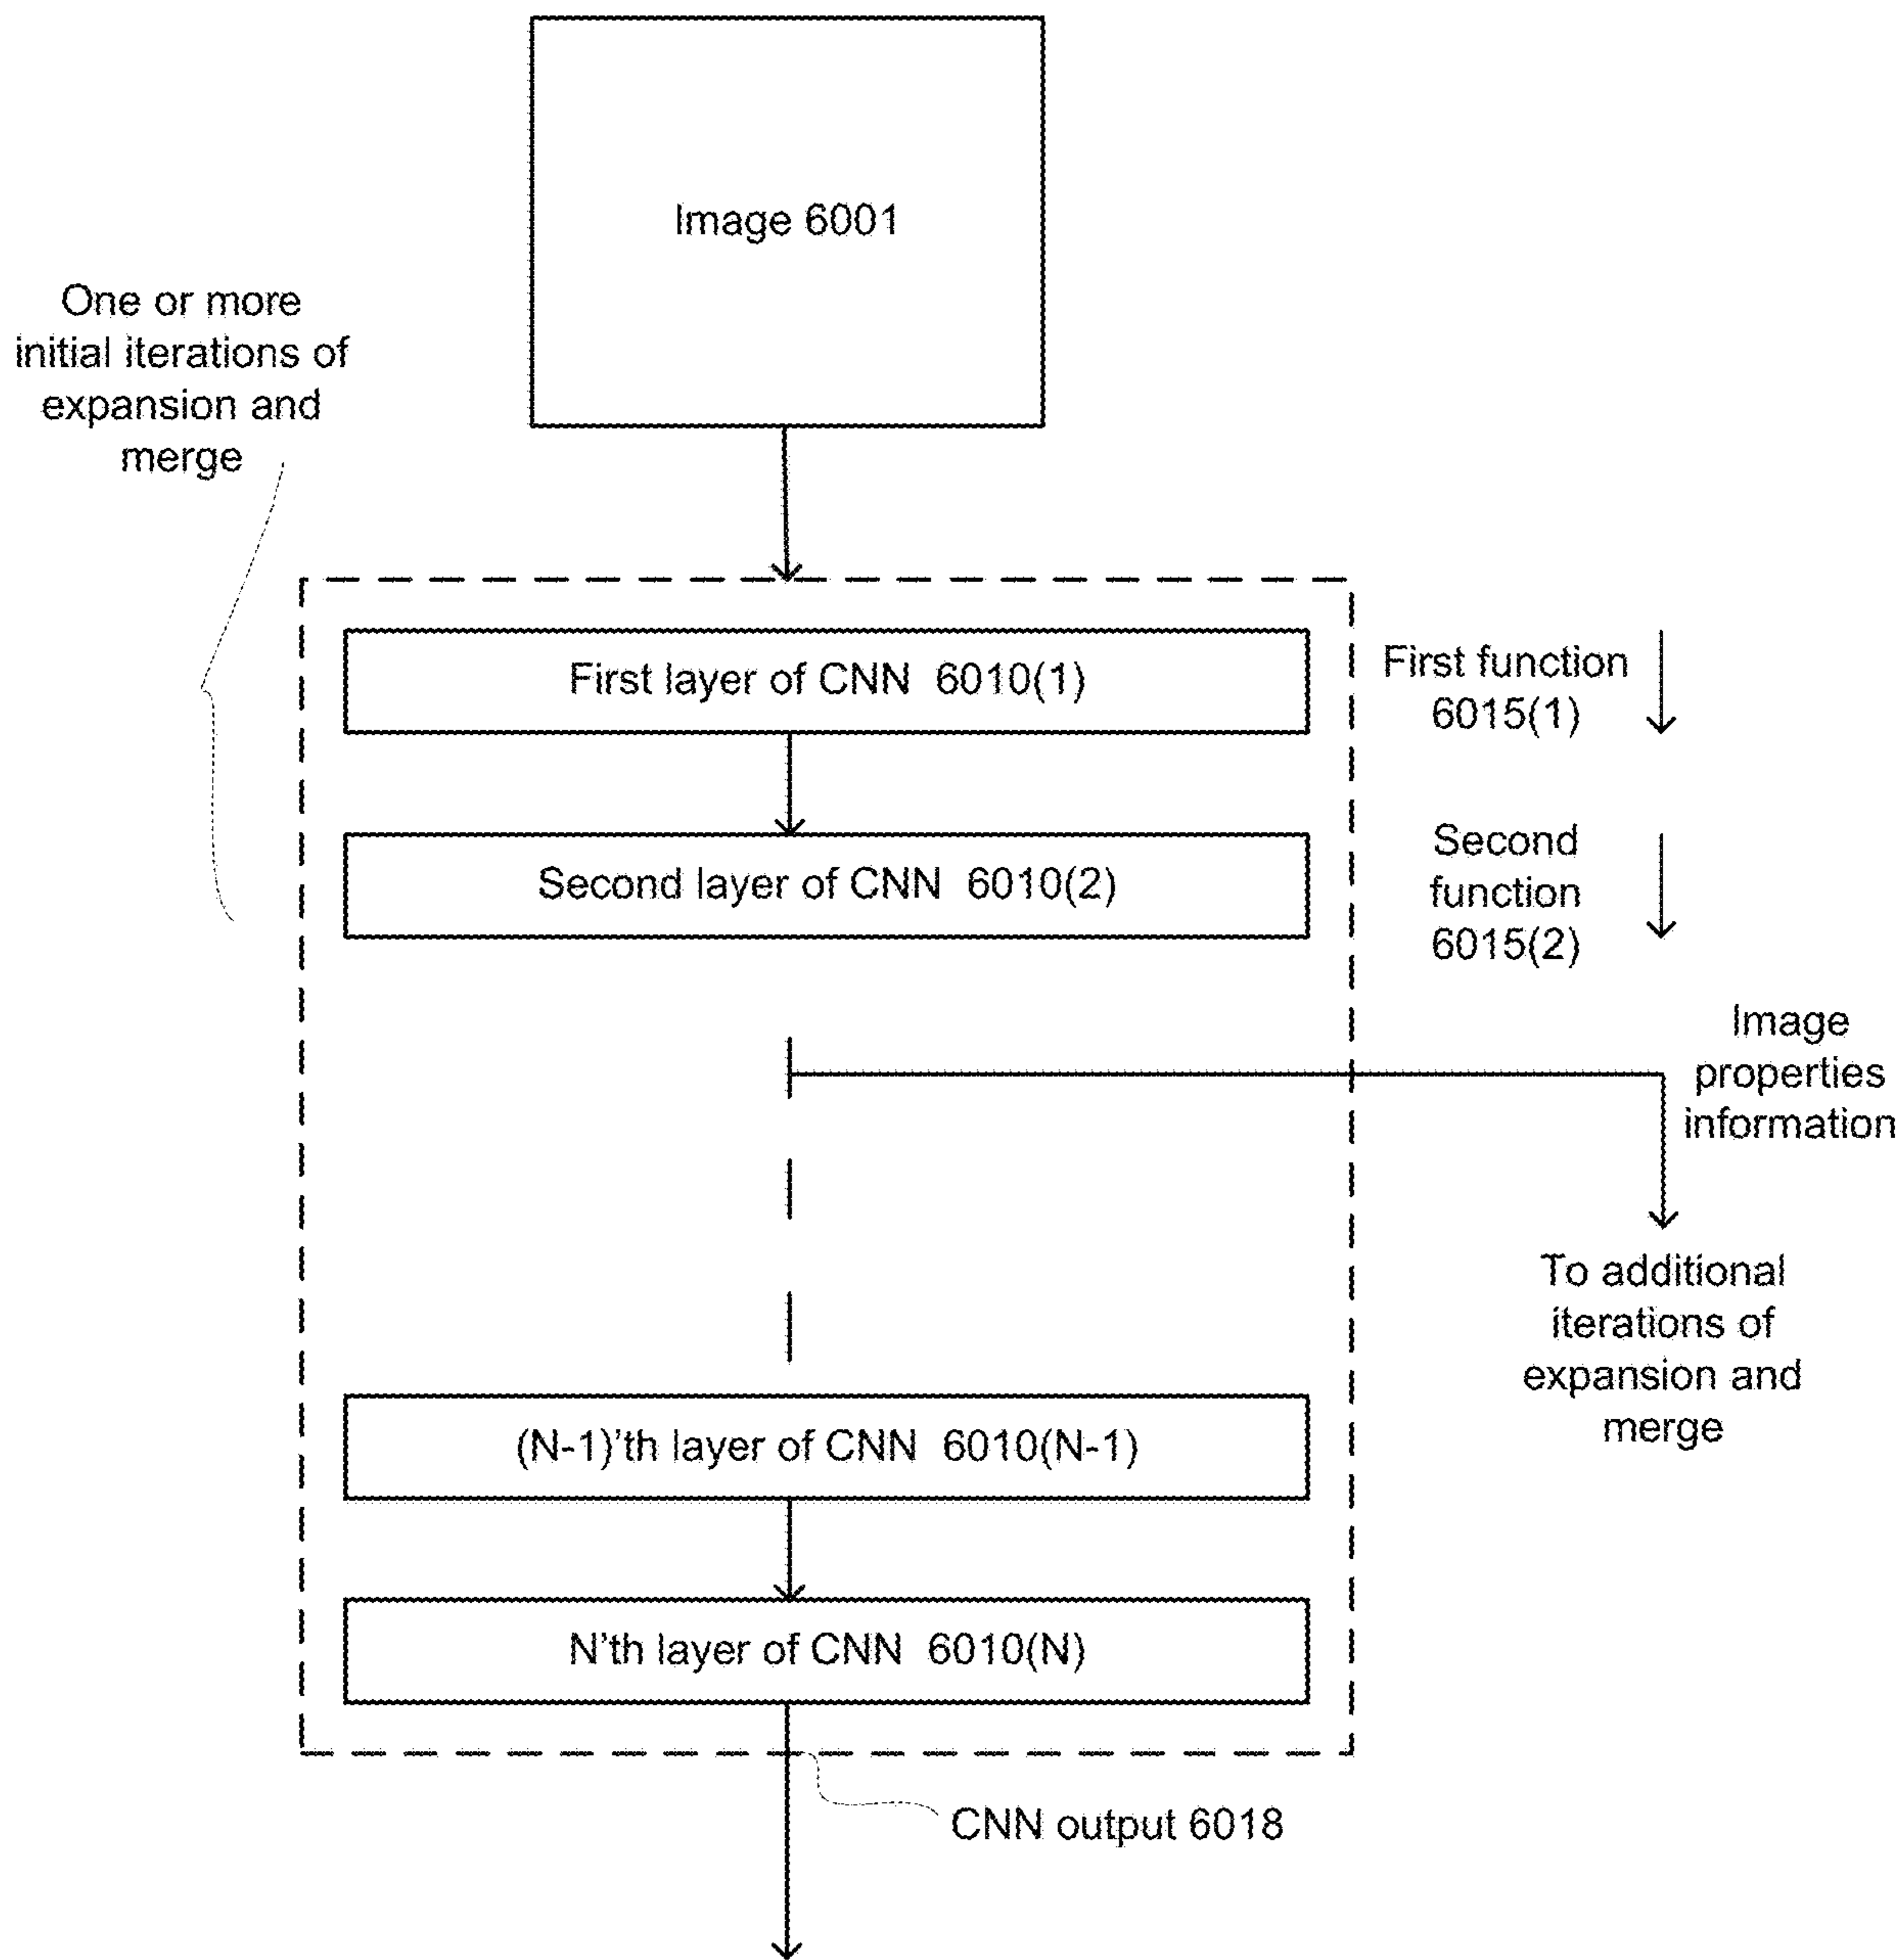 Image 6001
One or more
initial iterations of
expansion and
merge
First layer of CNN 6010(1)
First function
6015(1)
Second layer of CNN 6010(2)
Second
function
6015(2)
Image
properties
information
To additional
iterations of
expansion and
merge
(N-1)'th layer of CNN 6010(N-1)
N'th layer of CNN 6010(N)
CNN output 6018